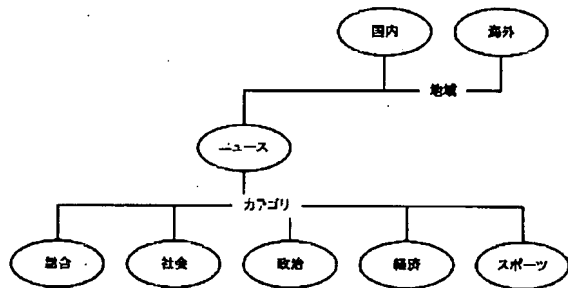 国内
海外
地域
ニュース
カテゴリ
総合
社会
政治
経済
スポーツ